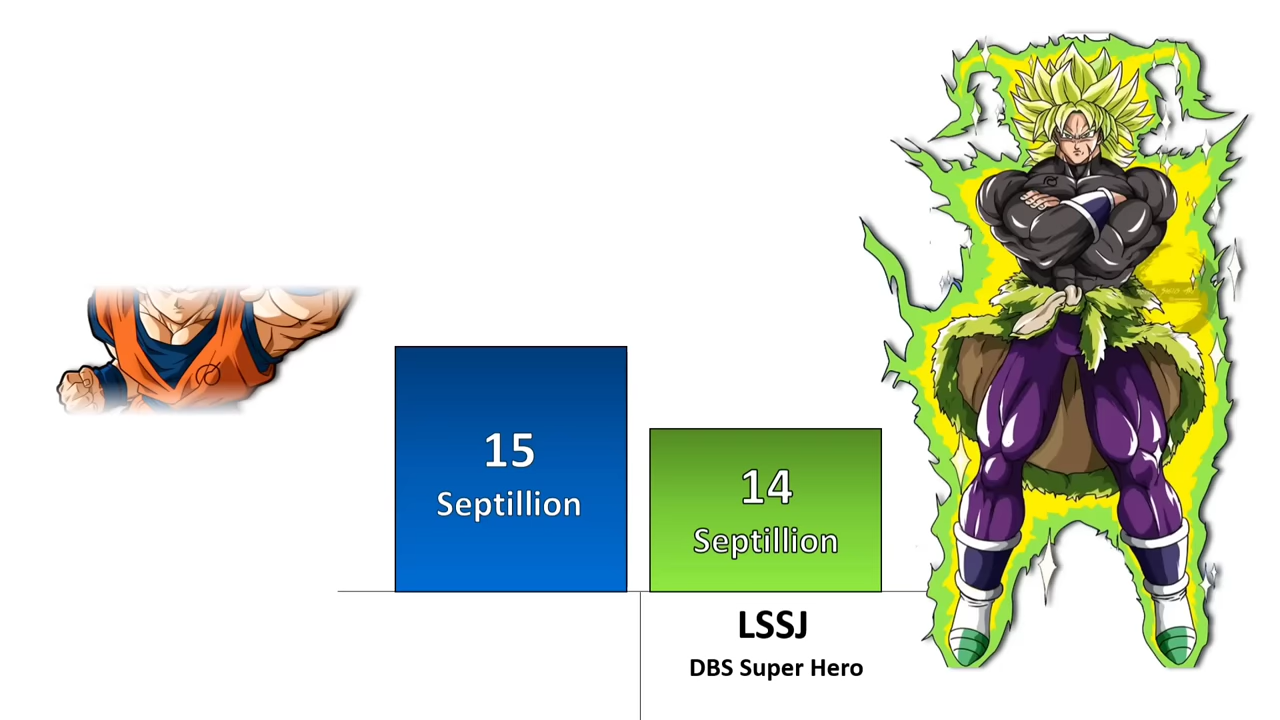 15
Septillion
14
Septillion
LSSJ
DBS Super Hero